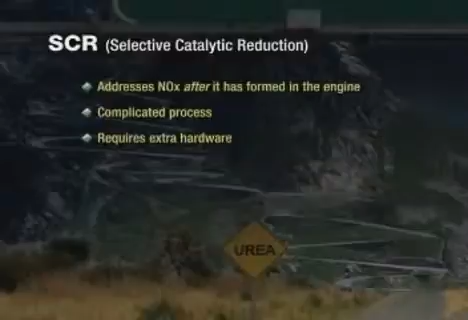 SCR (Selective Catalytic Reduction)
Addresses NOx after it has formed in the engine
Complicated process
Requires extra hardware
UREA